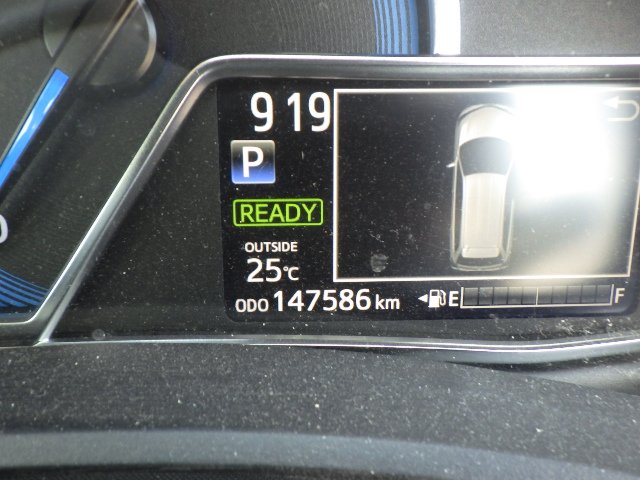 9 19
P
READY
OUTSIDE
25°C
ODO 147586 km
E F